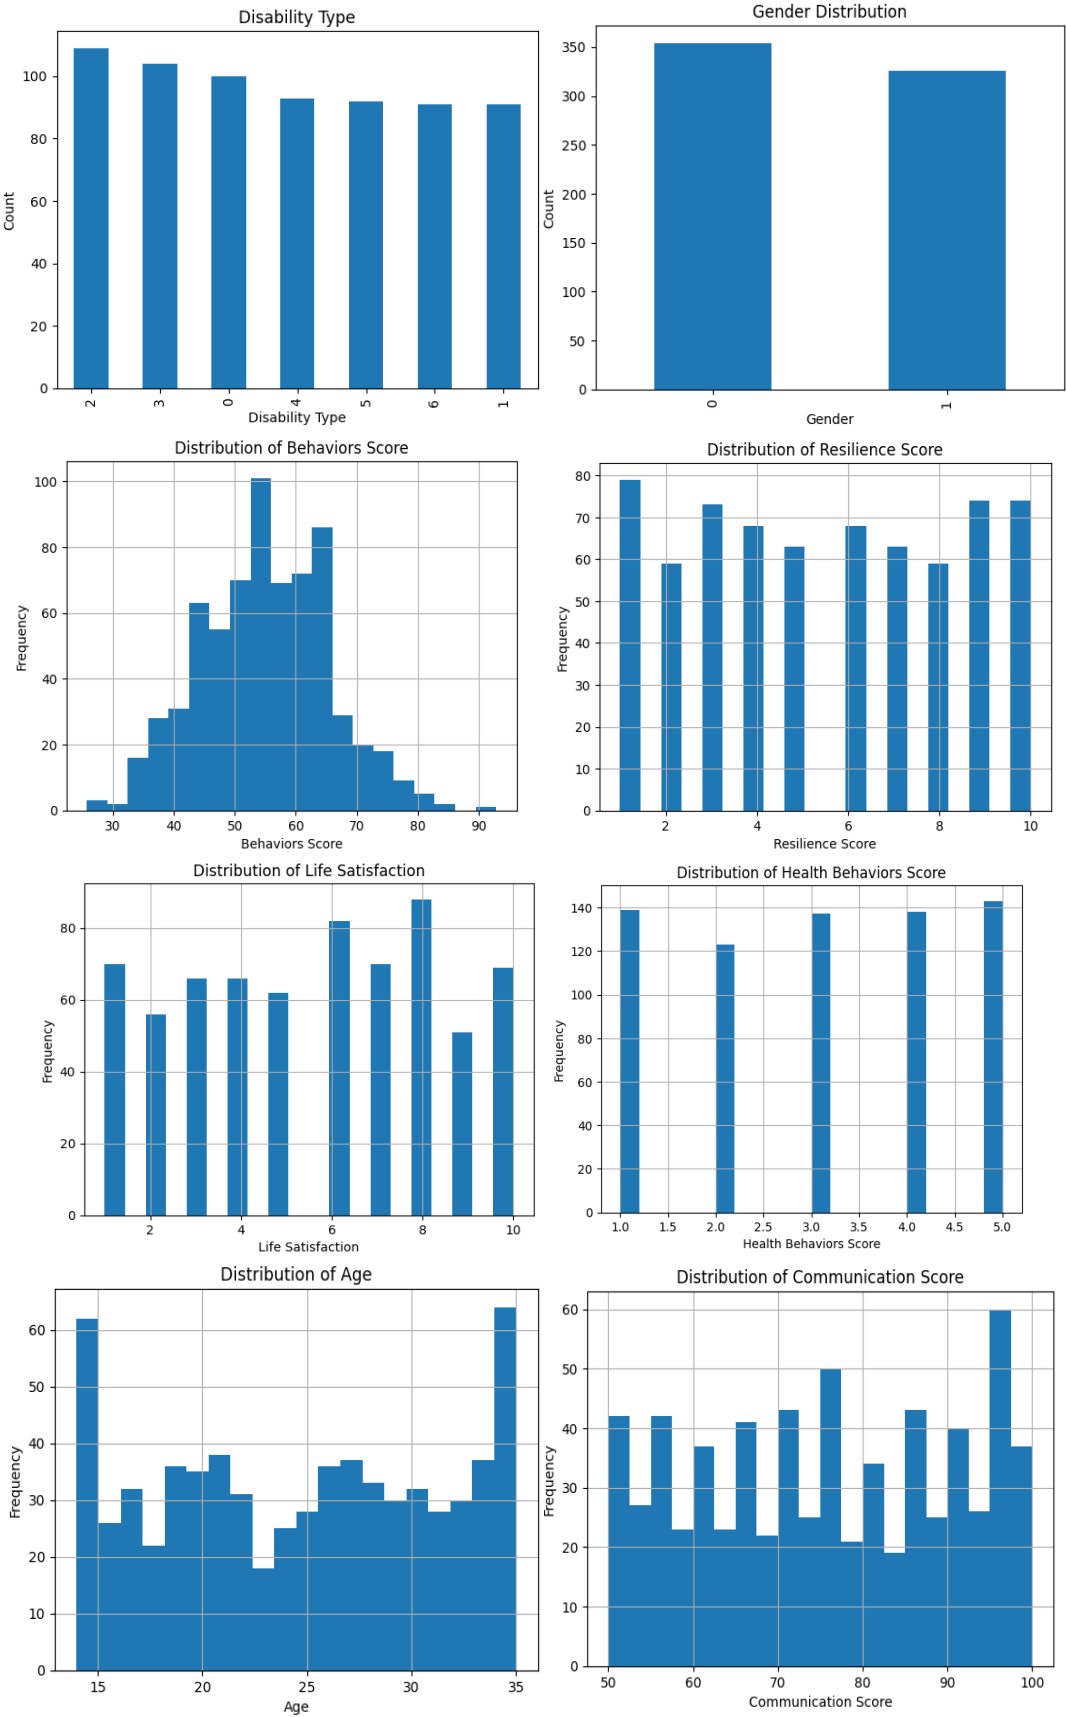 Disability Type
100
80
60
40
20
0
Count
2 3 0 4 5 6 1
Disability Type
Gender Distribution
350
300
250
200
150
100
50
0
Count
0 1
Gender
Distribution of Behaviors Score
100
80
60
40
20
0
Frequency
30 40 50 60 70 80 90
Behaviors Score
Distribution of Resilience Score
80
70
60
50
40
30
20
10
0
Frequency
2 4 6 8 10
Resilience Score
Distribution of Life Satisfaction
80
60
40
20
0
Frequency
2 4 6 8 10
Life Satisfaction
Distribution of Health Behaviors Score
140
120
100
80
60
40
20
0
Frequency
1.0 1.5 2.0 2.5 3.0 3.5 4.0 4.5 5.0
Health Behaviors Score
Distribution of Age
60
50
40
30
20
10
0
Frequency
15 20 25 30 35
Age
Distribution of Communication Score
60
50
40
30
20
10
0
Frequency
50 60 70 80 90 100
Communication Score